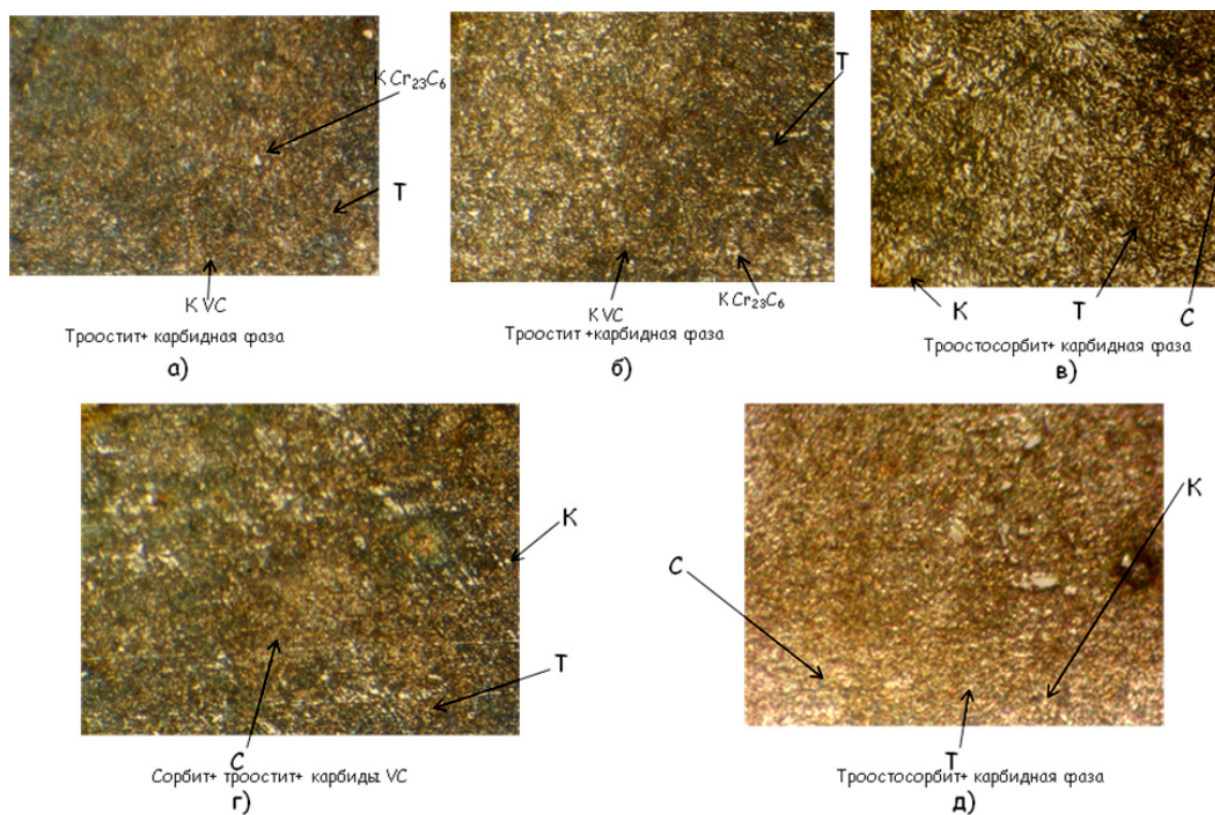 К Cr₂₃C₆
Т
К VC
Троостит+ карбидная фаза
а)
Т
К VC
К Cr₂₃C₆
Троостит +карбидная фаза
б)
К
Т
С
Троостосорбит+ карбидная фаза
в)
К
Т
С
Сорбит+ троостит+ карбиды VC
г)
С
К
Т
Троостосорбит+ карбидная фаза
д)